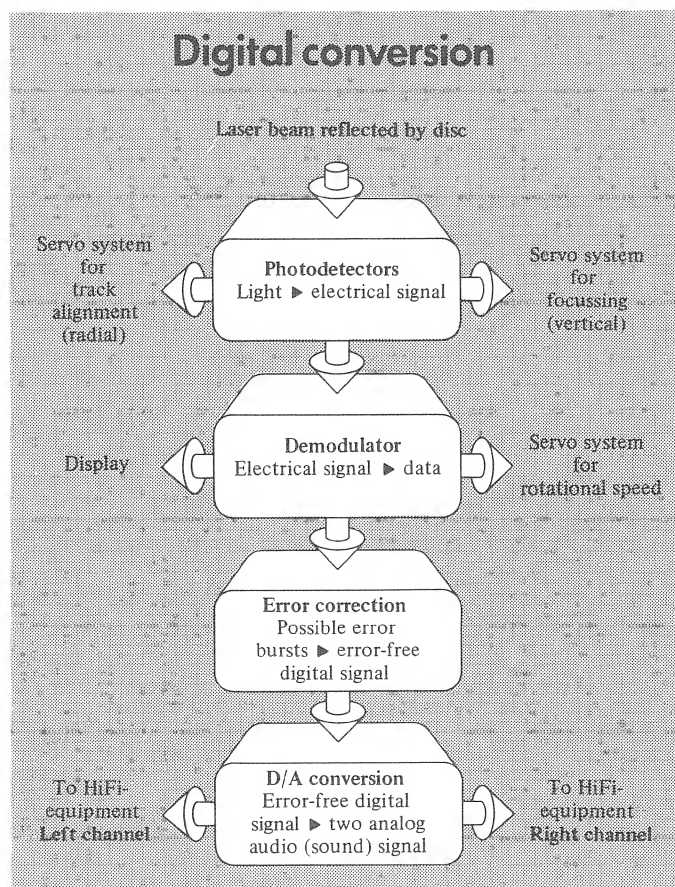 Digital conversion
Laser beam reflected by disc
Servo system
for
track
alignment
(radial)
Photodetectors
Light ▶ electrical signal
Servo system
for
focussing
(vertical)
Display
Demodulator
Electrical signal ▶ data
Servo system
for
rotational speed
Error correction
Possible error
bursts ▶ error-free
digital signal
To HiFi-
equipment
Left channel
D/A conversion
Error-free digital
signal ▶ two analog
audio (sound) signal
To HiFi-
equipment
Right channel